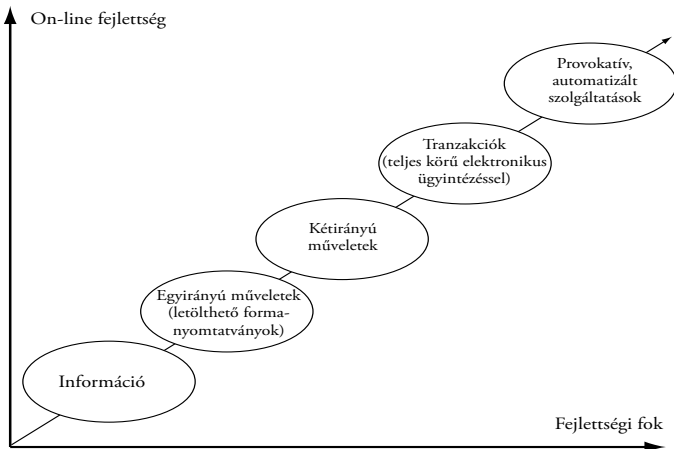 On-line fejlettség
Provokatív,
automatizált
szolgáltatások
Tranzakciók
(teljes körű elektronikus
ügyintézéssel)
Kétirányú
műveletek
Egyirányú műveletek
(letölthető forma-
nyomtatványok)
Információ
Fejlettségi fok